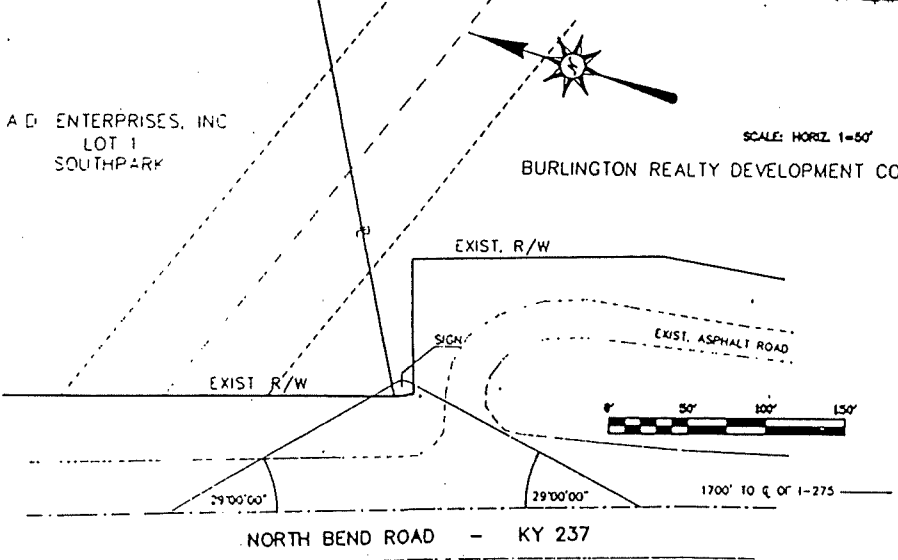 A D ENTERPRISES, INC
LOT 1
SOUTHPARK
SCALE: HORIZ. 1=50'
BURLINGTON REALTY DEVELOPMENT CO
EXIST. R/W
SIGN
EXIST. ASPHALT ROAD
EXIST R/W
0' 50' 100' 150'
29°00'00"
29°00'00"
1700' TO ℄ OF I-275
NORTH BEND ROAD - KY 237